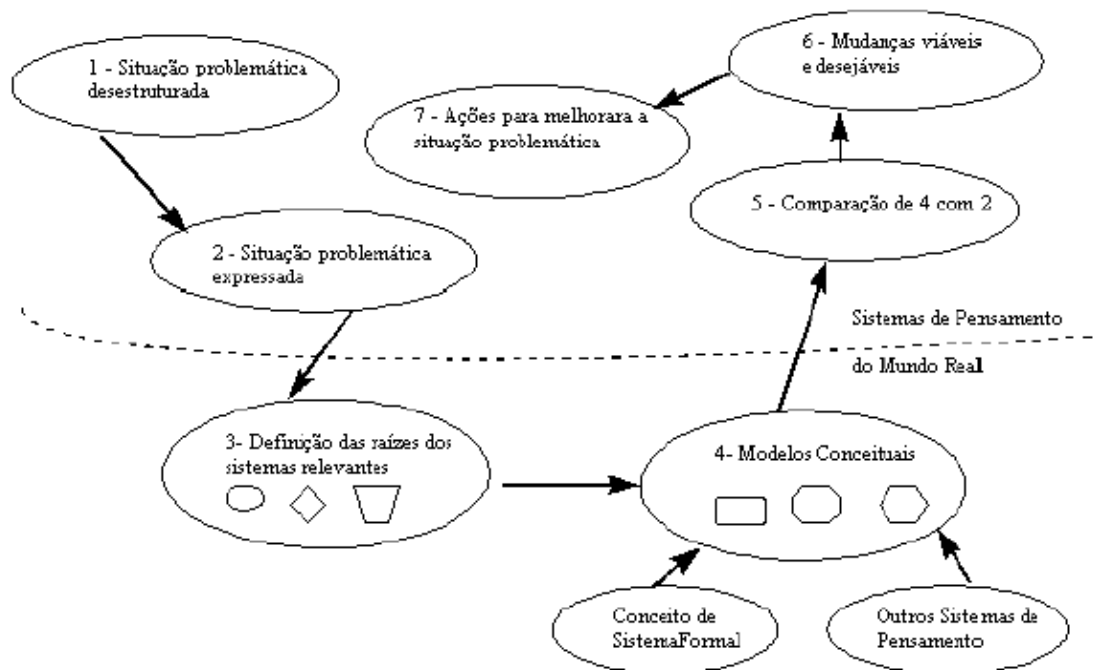 1 - Situação problemática
desestruturada
2 - Situação problemática
expressada
3- Definição das raízes dos
sistemas relevantes
4- Modelos Conceituais
Conceito de
SistemaFormal
Outros Sistemas de
Pensamento
5 - Comparação de 4 com 2
6 - Mudanças viáveis
e desejáveis
7 - Ações para melhorara a
situação problemática
Sistemas de Pensamento
do Mundo Real